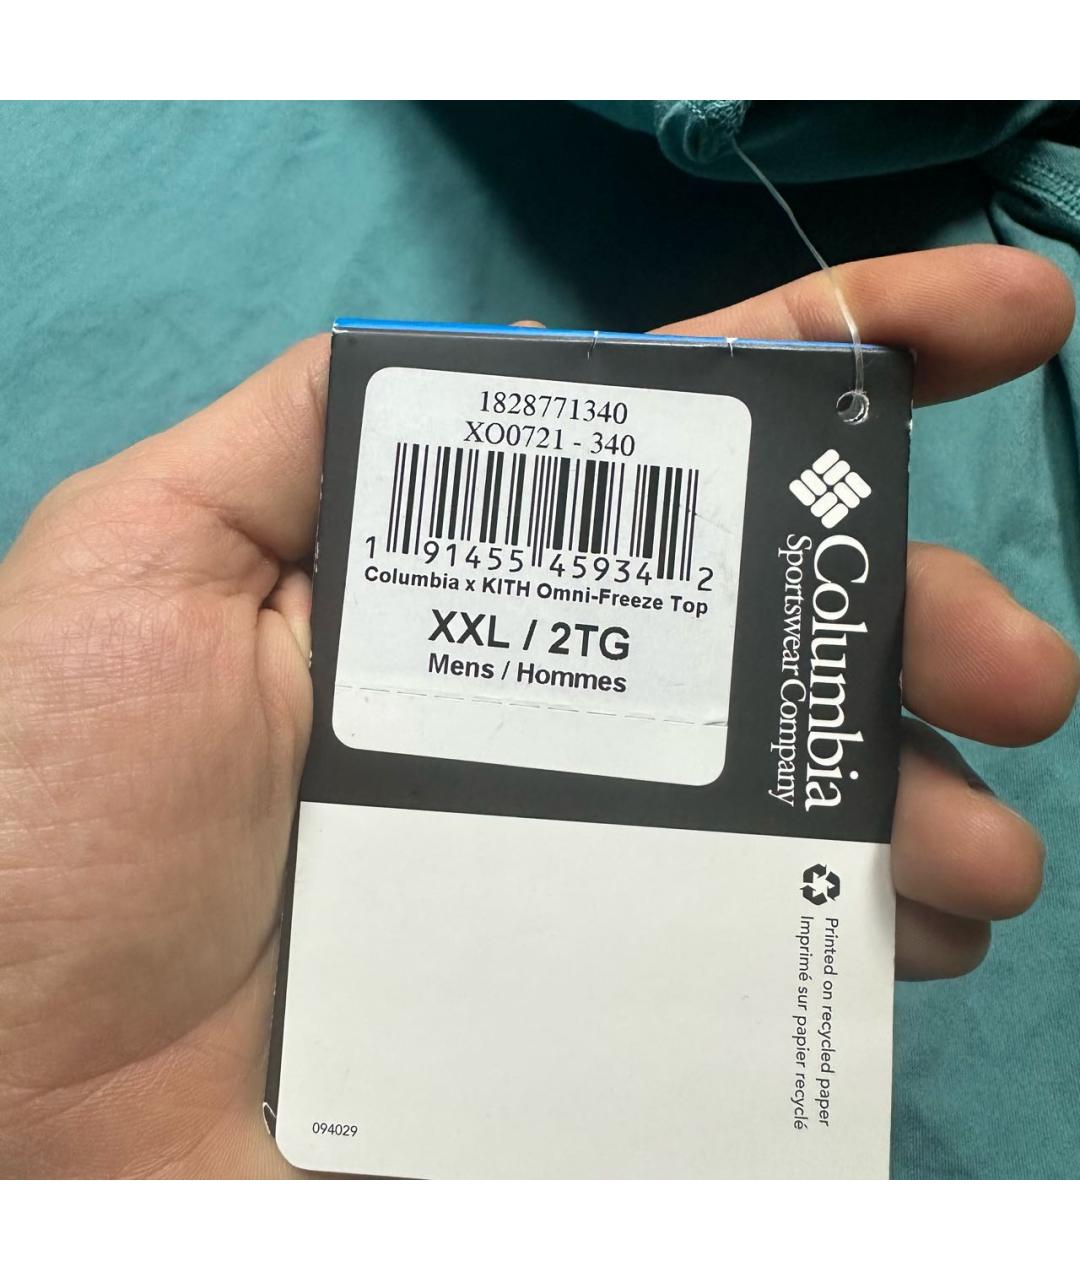 1828771340
XO0721 - 340
1 91455 45934 2
Columbia x KITH Omni-Freeze Top
XXL / 2TG
Mens / Hommes
Columbia
Sportswear Company
Printed on recycled paper
Imprimé sur papier recyclé
094029